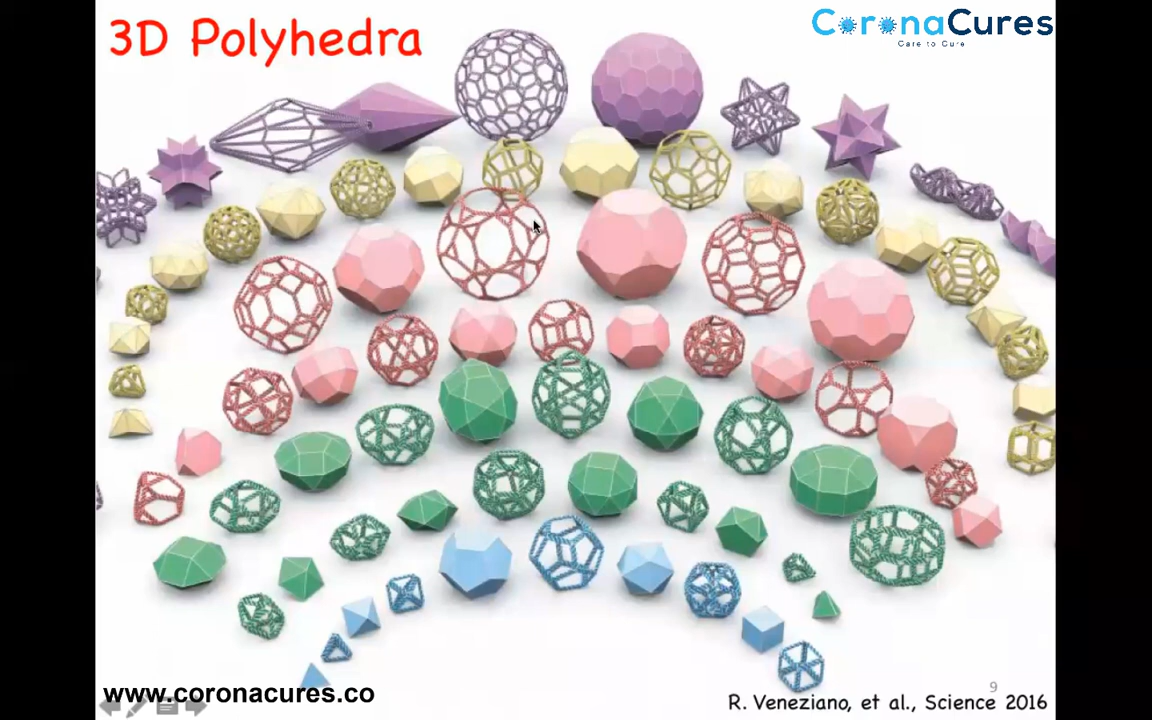 3D Polyhedra
CoronaCures
Care to Cure
9
www.coronacures.co
R. Veneziano, et al., Science 2016